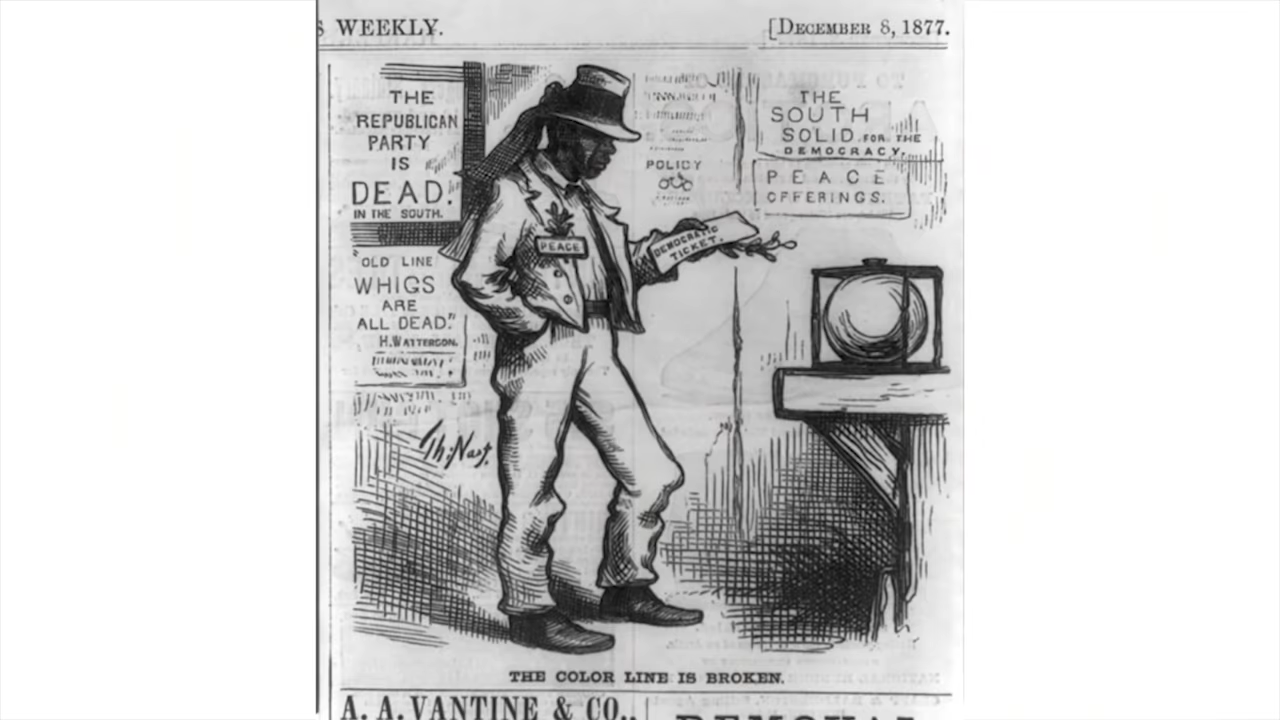 S WEEKLY.
[DECEMBER 8, 1877.
THE
REPUBLICAN
PARTY
IS
DEAD.
IN THE SOUTH.
"OLD LINE
WHIGS
ARE
ALL DEAD."
H. WATTERSON.
POLICY
THE
SOUTH
SOLID FOR THE
DEMOCRACY.
PEACE
OFFERINGS.
PEACE
DEMOCRATIC
TICKET.
Th: Nast.
THE COLOR LINE IS BROKEN.
A. A. VANTINE & CO.,
REMOVAL